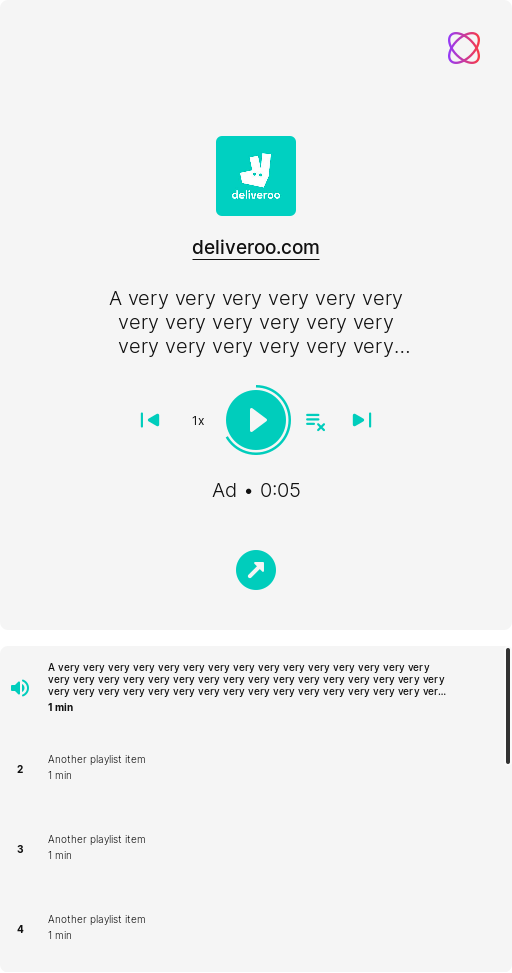 deliveroo
deliveroo.com
A very very very very very very
very very very very very very
very very very very very very...
1x
Ad • 0:05
A very very very very very very very very very very very very very very very
very very very very very very very very very very very very very very very very
very very very very very very very very very very very very very very very ver...
1 min
2
Another playlist item
1 min
3
Another playlist item
1 min
4
Another playlist item
1 min